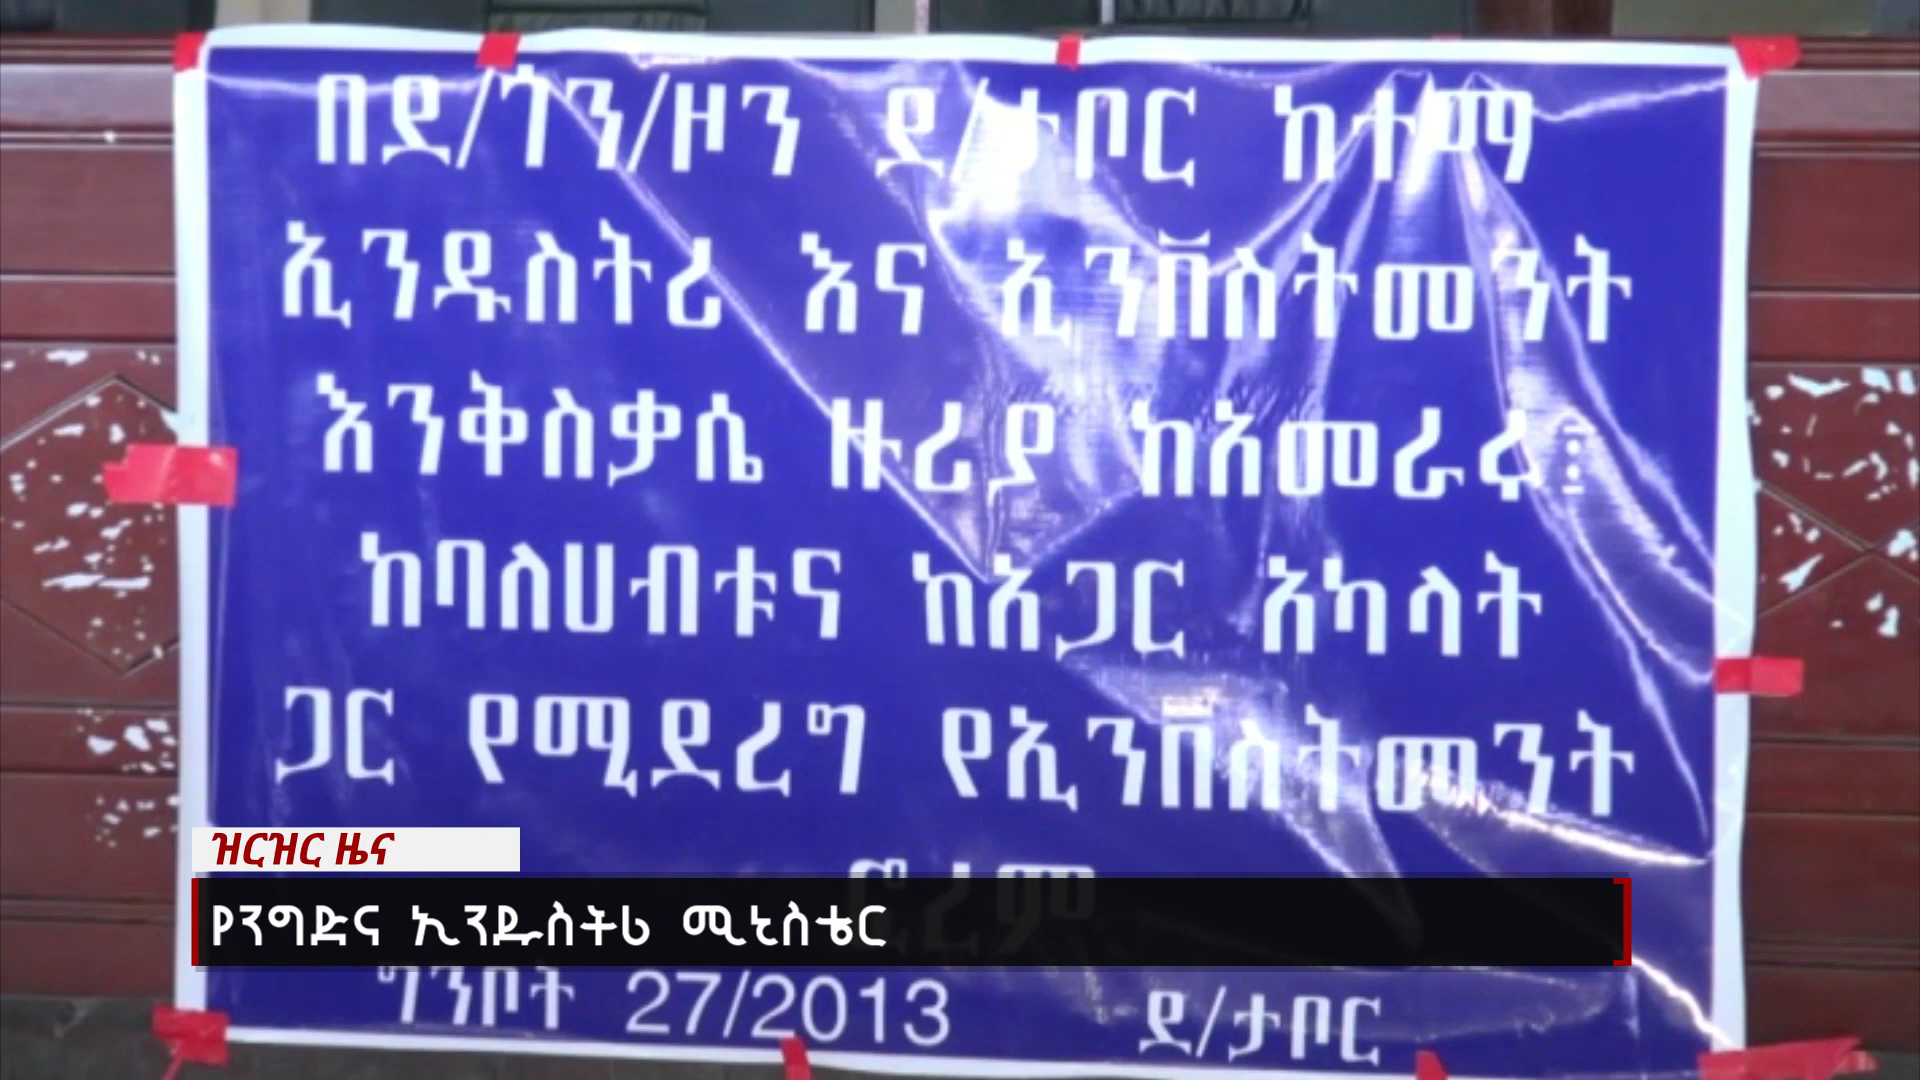 በደ/ጎን/ዞን ደ/ታቦር ከተማ
ኢንዱስትሪ እና ኢንቨስትመንት
እንቅስቃሴ ዙሪያ ከአመራሩ፤
ከባለሀብቱና ከአጋር አካላት
ጋር የሚደረግ የኢንቨስትመንት
ፎረም
ዝርዝር ዜና
የንግድና ኢንዱስትሪ ሚኒስቴር
ግንቦት 27/2013 ደ/ታቦር